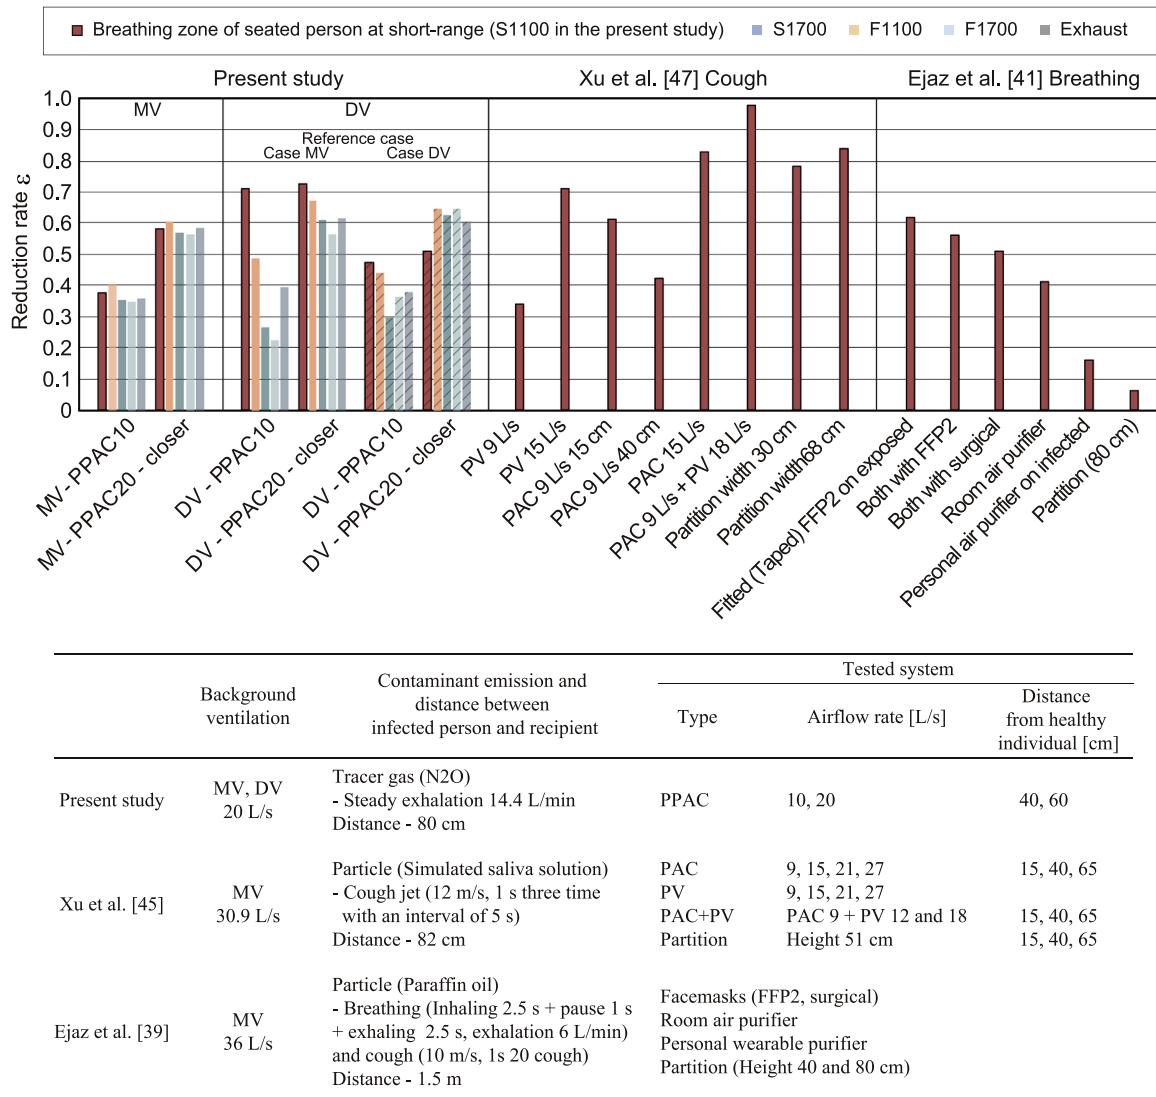 Breathing zone of seated person at short-range (S1100 in the present study) S1700 F1100 F1700 Exhaust
Present study Xu et al. [47] Cough Ejaz et al. [41] Breathing
Reduction rate ε
1.0
0.9
0.8
0.7
0.6
0.5
0.4
0.3
0.2
0.1
0
MV DV
Reference case
Case MV Case DV
MV - PPAC10
MV - PPAC20 - closer
DV - PPAC10
DV - PPAC20 - closer
DV - PPAC10
DV - PPAC20 - closer
PV 9 L/s
PV 15 L/s
PAC 9 L/s 15 cm
PAC 9 L/s 40 cm
PAC 15 L/s
PAC 9 L/s + PV 18 L/s
Partition width 30 cm
Partition width68 cm
Fitted (Taped) FFP2 on exposed
Both with FFP2
Both with surgical
Room air purifier
Personal air purifier on infected
Partition (80 cm)
Background
ventilation
Contaminant emission and
distance between
infected person and recipient
Tested system
Type
Airflow rate [L/s]
Distance
from healthy
individual [cm]
Present study
MV, DV
20 L/s
Tracer gas (N2O)
- Steady exhalation 14.4 L/min
Distance - 80 cm
PPAC
10, 20
40, 60
Xu et al. [45]
MV
30.9 L/s
Particle (Simulated saliva solution)
- Cough jet (12 m/s, 1 s three time
with an interval of 5 s)
Distance - 82 cm
PAC 9, 15, 21, 27 15, 40, 65
PV 9, 15, 21, 27
PAC+PV PAC 9 + PV 12 and 18 15, 40, 65
Partition Height 51 cm 15, 40, 65
Ejaz et al. [39]
MV
36 L/s
Particle (Paraffin oil)
- Breathing (Inhaling 2.5 s + pause 1 s
+ exhaling 2.5 s, exhalation 6 L/min)
and cough (10 m/s, 1s 20 cough)
Distance - 1.5 m
Facemasks (FFP2, surgical)
Room air purifier
Personal wearable purifier
Partition (Height 40 and 80 cm)